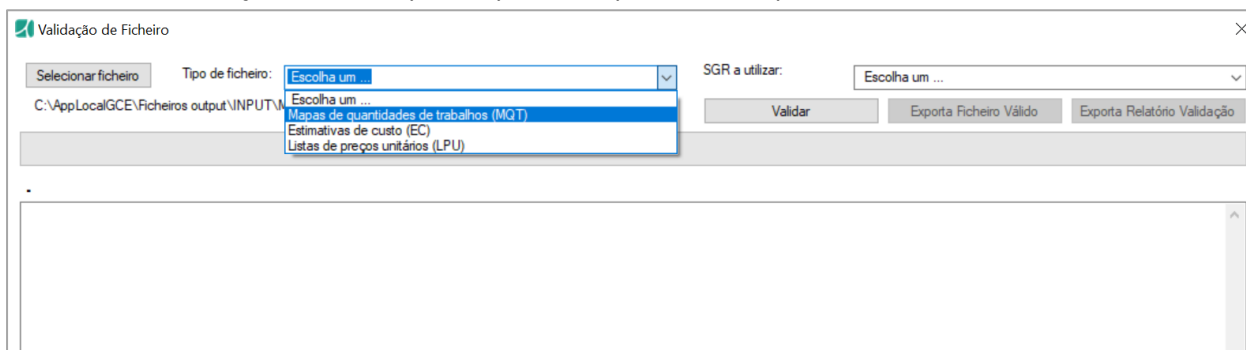 Validação de Ficheiro
Selecionar ficheiro
Tipo de ficheiro:
Escolha um ...
SGR a utilizar:
Escolha um ...
C:\AppLocalGCE\Ficheiros output\INPUT\
Escolha um ...
Mapas de quantidades de trabalhos (MQT)
Estimativas de custo (EC)
Listas de preços unitários (LPU)
Validar
Exporta Ficheiro Válido
Exporta Relatório Validação